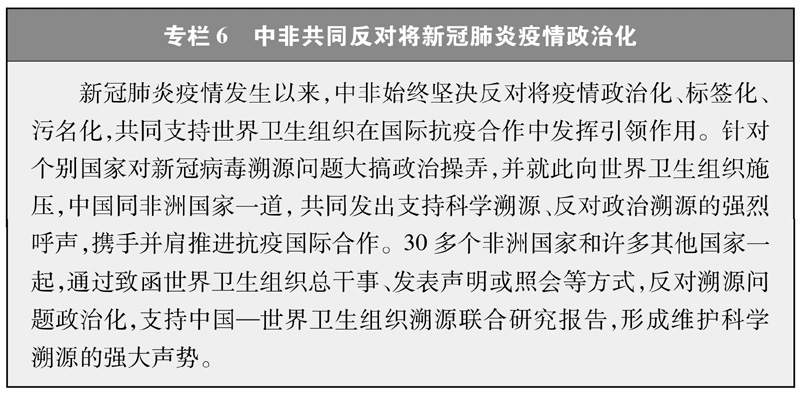 专栏6 中非共同反对将新冠肺炎疫情政治化
新冠肺炎疫情发生以来,中非始终坚决反对将疫情政治化、标签化、
污名化,共同支持世界卫生组织在国际抗疫合作中发挥引领作用。针对
个别国家对新冠病毒溯源问题大搞政治操弄,并就此向世界卫生组织施
压,中国同非洲国家一道,共同发出支持科学溯源、反对政治溯源的强烈
呼声,携手并肩推进抗疫国际合作。30多个非洲国家和许多其他国家一
起,通过致函世界卫生组织总干事、发表声明或照会等方式,反对溯源问
题政治化,支持中国—世界卫生组织溯源联合研究报告,形成维护科学
溯源的强大声势。